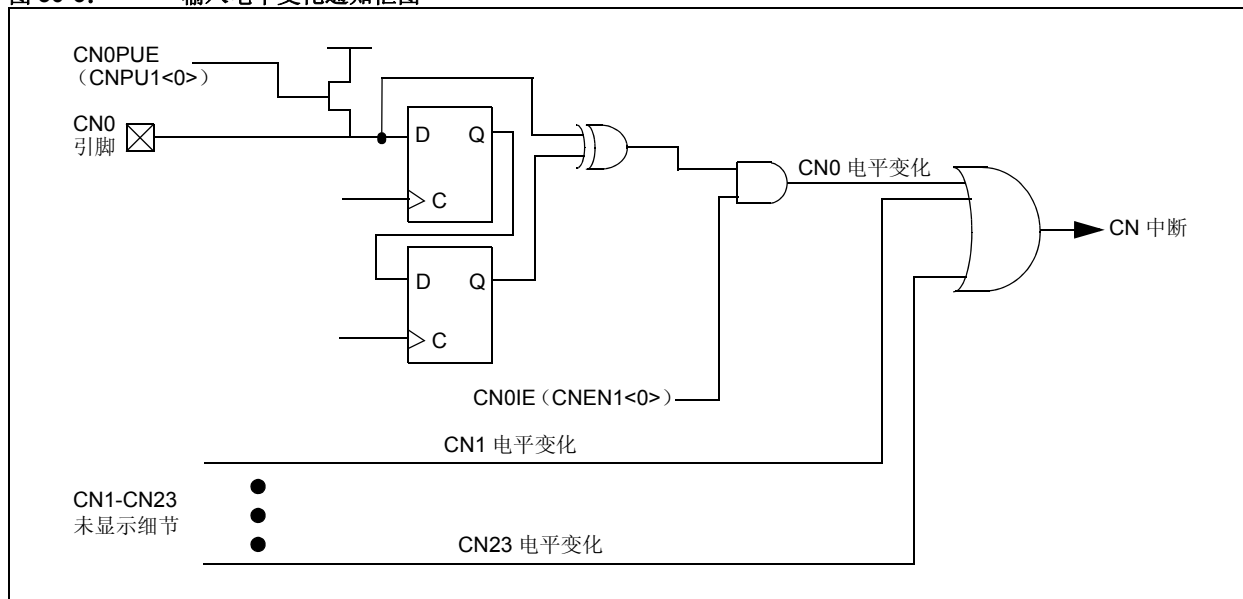 CN0PUE
（CNPU1<0>）
CN0
引脚
D Q
C
D Q
C
CN0 电平变化
CN 中断
CN0IE（CNEN1<0>）
CN1 电平变化
CN1-CN23
未显示细节
CN23 电平变化